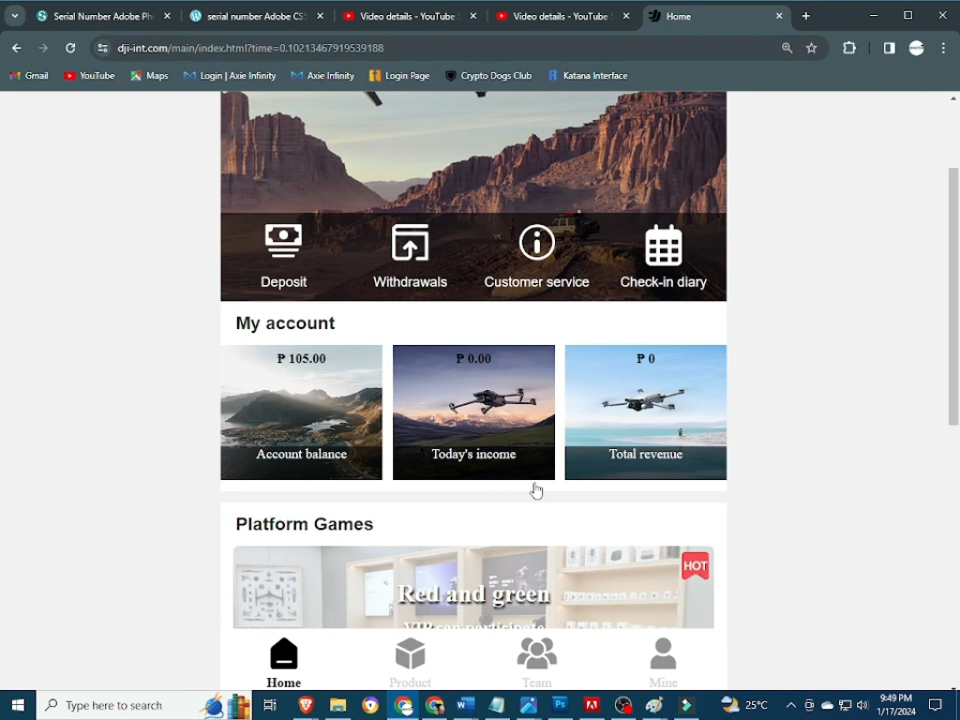 Serial Number Adobe Ph
serial number Adobe CS
Video details - YouTube
Video details - YouTube
Home
dji-int.com/main/index.html?time=0.10213467919539188
Gmail
YouTube
Maps
Login | Axie Infinity
Axie Infinity
Login Page
Crypto Dogs Club
Katana Interface
Deposit
Withdrawals
Customer service
Check-in diary
My account
₱ 105.00
₱ 0.00
₱ 0
Account balance
Today's income
Total revenue
Platform Games
HOT
Red and green
VIP can participate
Home
Product
Team
Mine
Type here to search
25°C
9:49 PM
1/17/2024